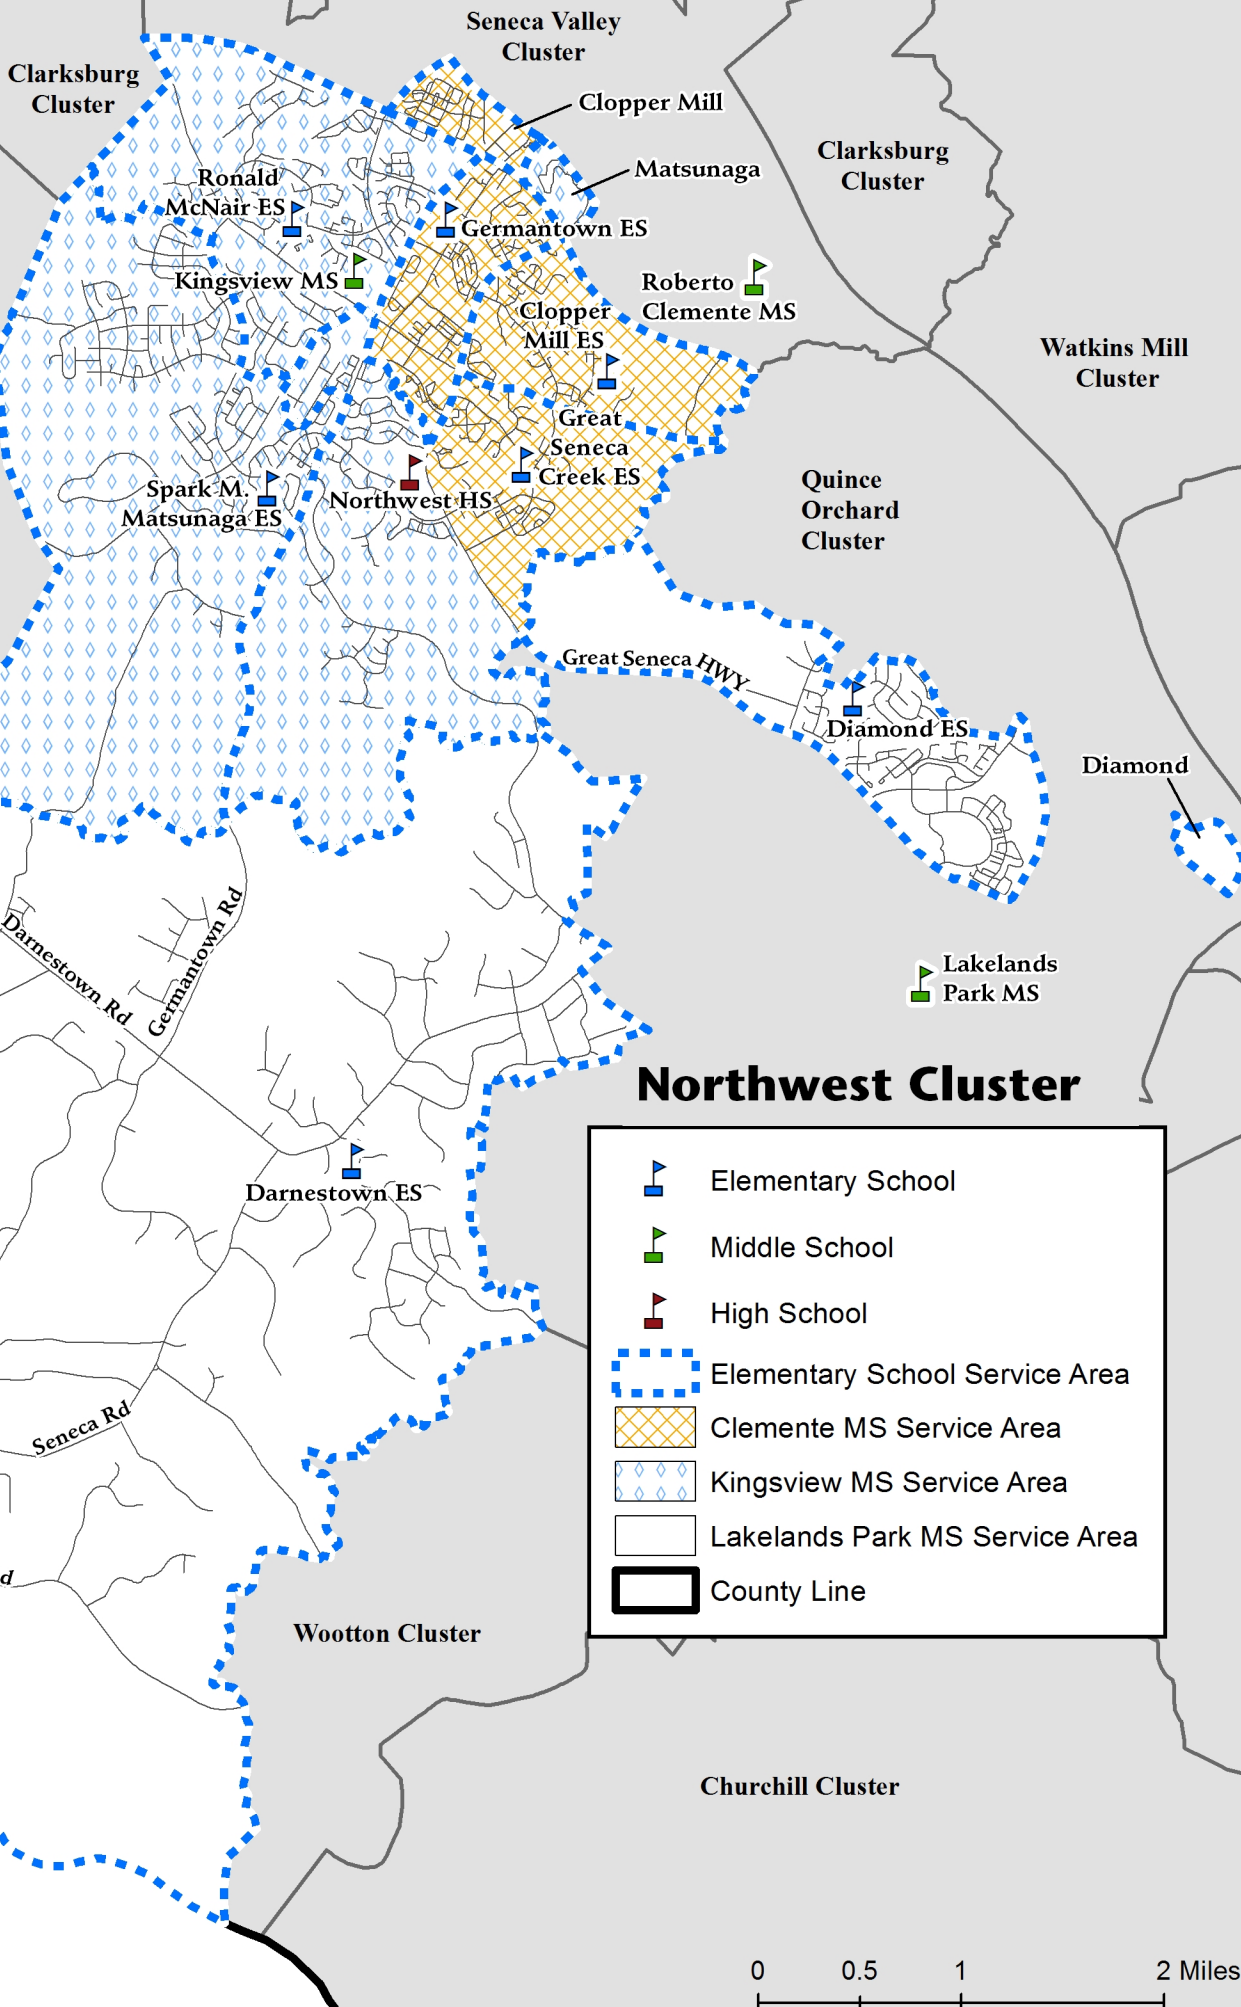 Seneca Valley
Cluster
Clarksburg
Cluster
Clopper Mill
Clarksburg
Cluster
Matsunaga
Ronald
McNair ES
Germantown ES
Kingsview MS
Roberto
Clemente MS
Clopper
Mill ES
Watkins Mill
Cluster
Great
Seneca
Creek ES
Spark M.
Matsunaga ES
Northwest HS
Quince
Orchard
Cluster
Great Seneca HWY
Diamond ES
Diamond
Darnestown Rd
Germantown Rd
Lakelands
Park MS
Northwest Cluster
Darnestown ES
Elementary School
Middle School
High School
Elementary School Service Area
Clemente MS Service Area
Kingsview MS Service Area
Lakelands Park MS Service Area
County Line
Seneca Rd
d
Wootton Cluster
Churchill Cluster
0 0.5 1 2 Miles